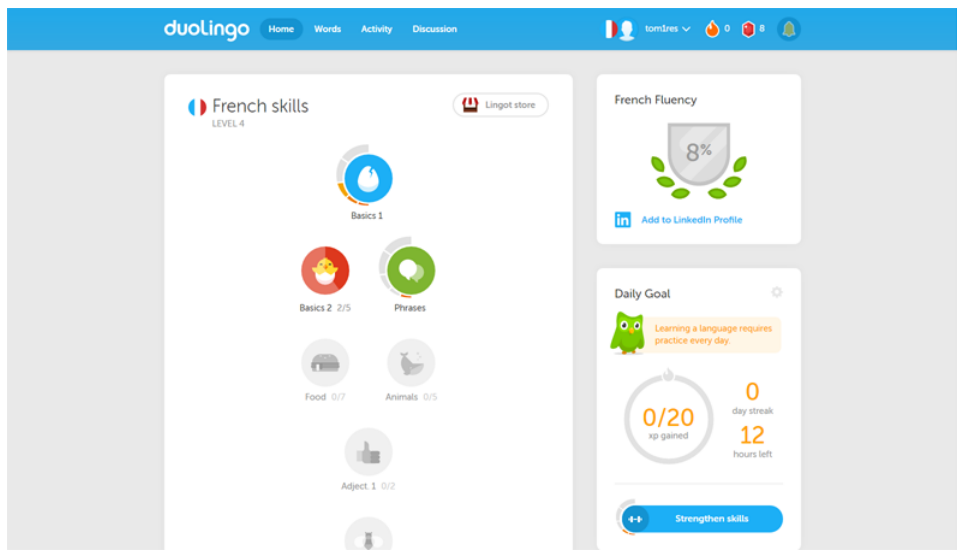 duolingo Home Words Activity Discussion tom1res 0 8
French skills
LEVEL 4
Lingot store
Basics 1
Basics 2 2/5 Phrases
Food 0/7 Animals 0/5
Adject. 1 0/2
French Fluency
8%
in Add to LinkedIn Profile
Daily Goal
Learning a language requires
practice every day.
0/20
xp gained
0
day streak
12
hours left
Strengthen skills